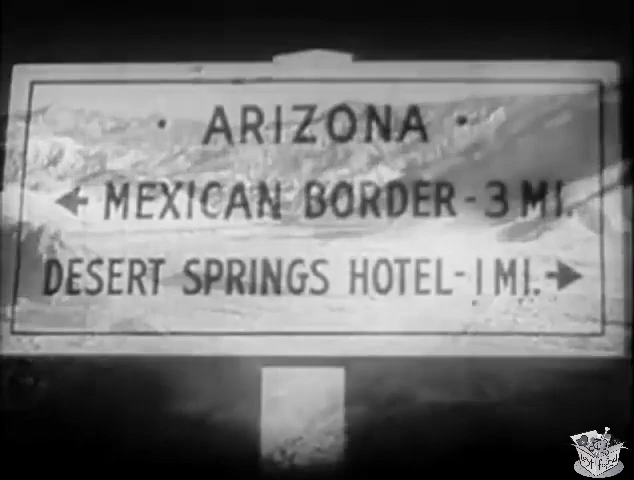 • ARIZONA •
← MEXICAN BORDER - 3 MI.
DESERT SPRINGS HOTEL - 1 MI. →